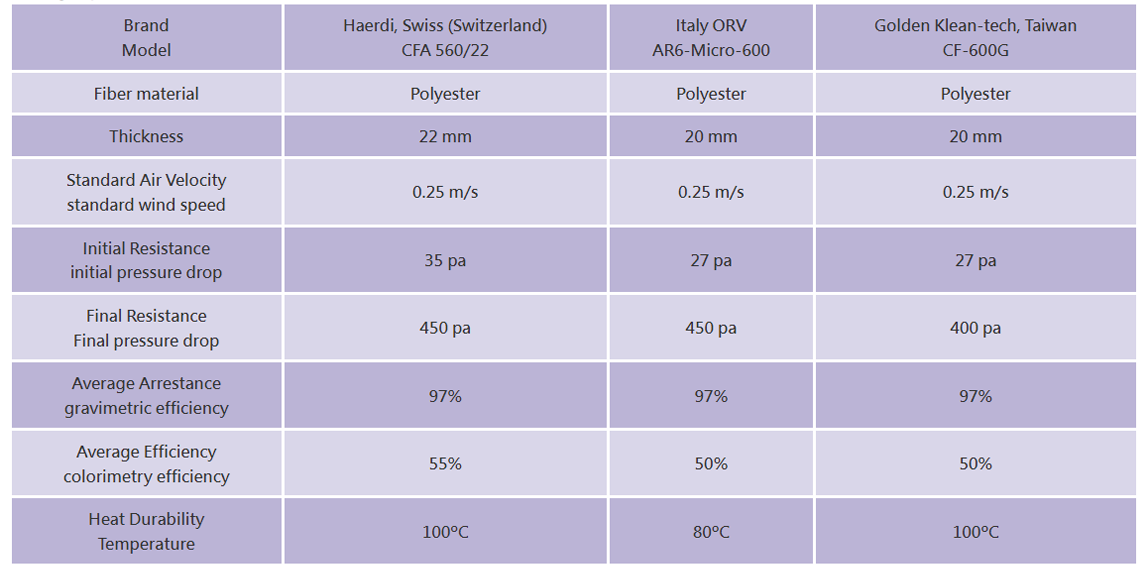 Brand
Model
Haerdi, Swiss (Switzerland)
CFA 560/22
Italy ORV
AR6-Micro-600
Golden Klean-tech, Taiwan
CF-600G
Fiber material
Polyester
Polyester
Polyester
Thickness
22 mm
20 mm
20 mm
Standard Air Velocity
standard wind speed
0.25 m/s
0.25 m/s
0.25 m/s
Initial Resistance
initial pressure drop
35 pa
27 pa
27 pa
Final Resistance
Final pressure drop
450 pa
450 pa
400 pa
Average Arrestance
gravimetric efficiency
97%
97%
97%
Average Efficiency
colorimetry efficiency
55%
50%
50%
Heat Durability
Temperature
100ºC
80ºC
100ºC